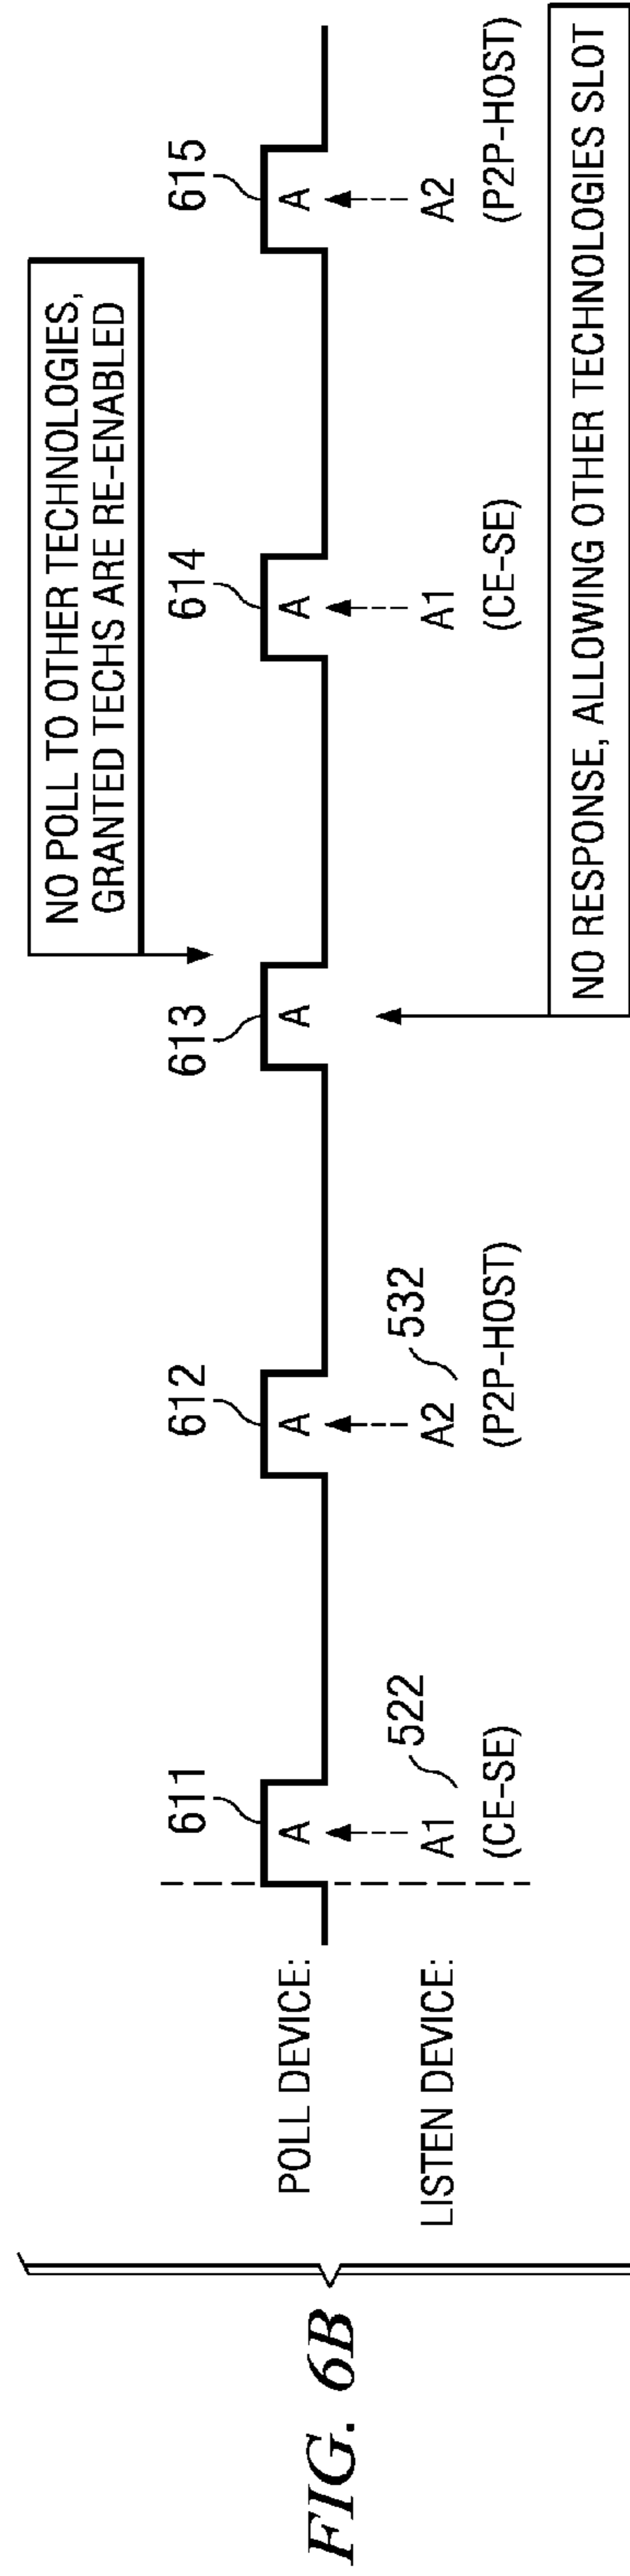 NO POLL TO OTHER TECHNOLOGIES,
GRANTED TECHS ARE RE-ENABLED
611
612
613
614
615
POLL DEVICE:
A
A
A
A
A
522
532
LISTEN DEVICE:
A1
A2
A1
A2
(CE-SE)
(P2P-HOST)
(CE-SE)
(P2P-HOST)
NO RESPONSE, ALLOWING OTHER TECHNOLOGIES SLOT
FIG. 6B